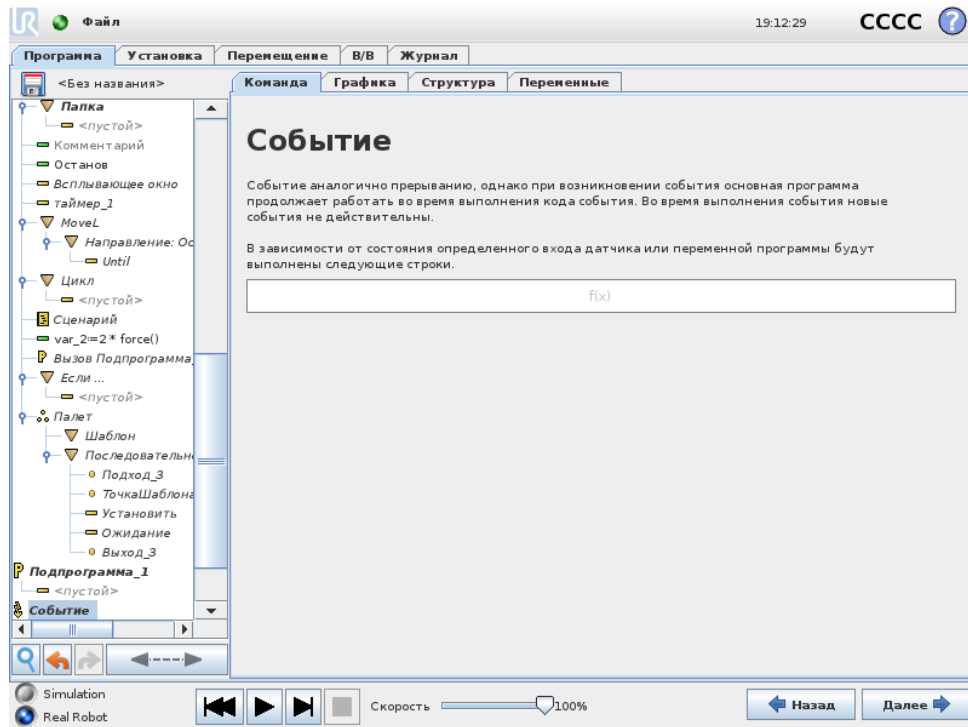 Файл
19:12:29
CCCC
?
Программа
Установка
Перемещение
В/В
Журнал
<Без названия>
Команда
Графика
Структура
Переменные
Папка
<пустой>
Комментарий
Останов
Всплывающее окно
таймер_1
MoveL
Направление: Ос
Until
Цикл
<пустой>
Сценарий
var_2:=2 * force()
Вызов Подпрограмма_
Если ...
<пустой>
Палет
Шаблон
Последовательн
Подход_3
ТочкаШаблона
Установить
Ожидание
Выход_3
Подпрограмма_1
<пустой>
Событие
Событие
Событие аналогично прерыванию, однако при возникновении события основная программа
продолжает работать во время выполнения кода события. Во время выполнения события новые
события не действительны.
В зависимости от состояния определенного входа датчика или переменной программы будут
выполнены следующие строки.
f(x)
Simulation
Real Robot
Скорость
100%
Назад
Далее